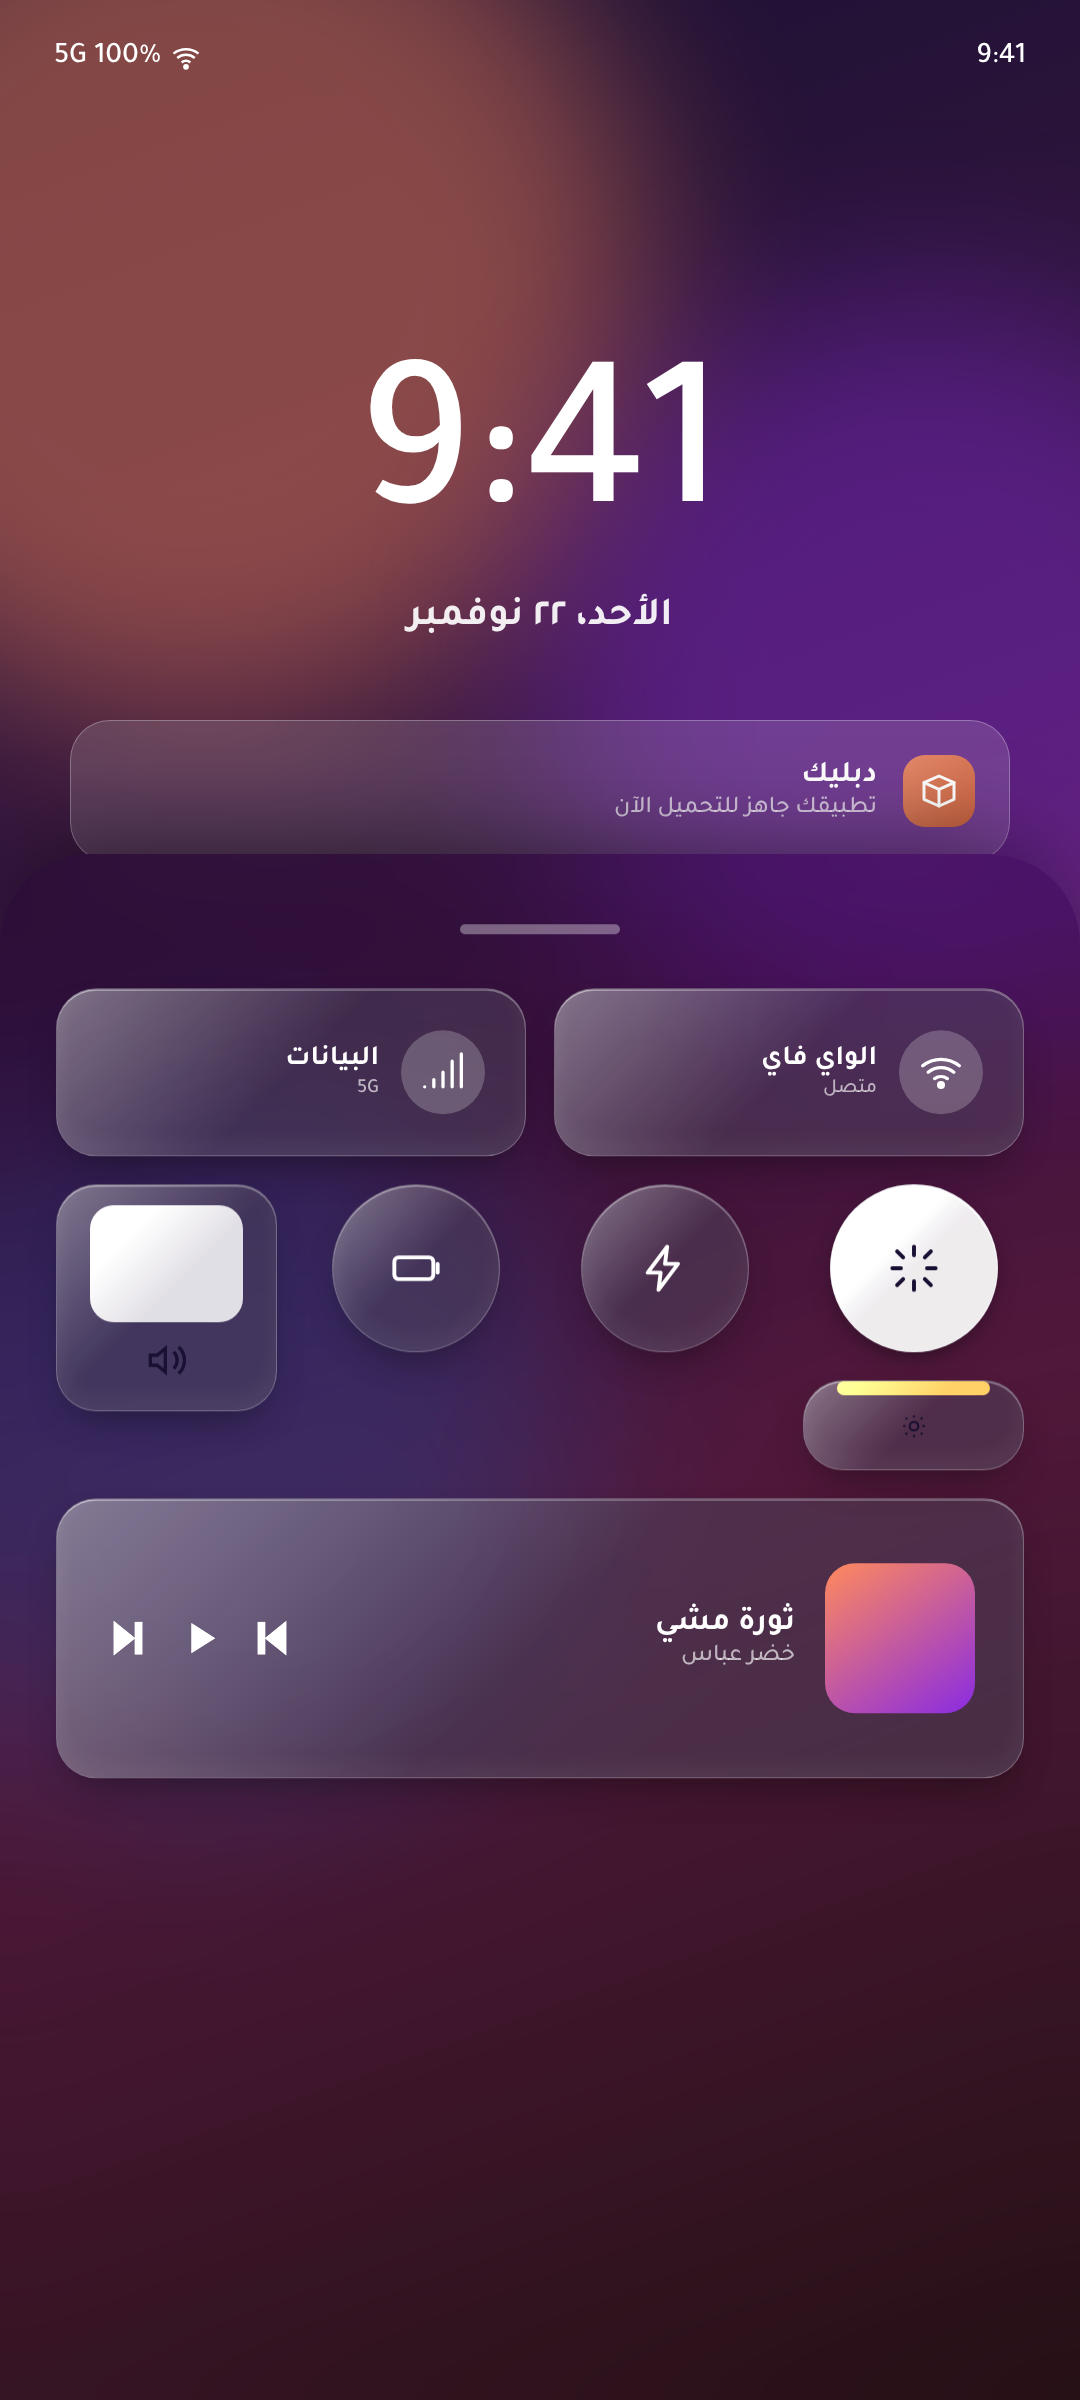 9:41
5G 100%
9:41
الأحد، ٢٢ نوفمبر
دبليك
تطبيقك جاهز للتحميل الآن
الواي فاي
متصل
البيانات
5G
ثورة مشي
خضر عباس